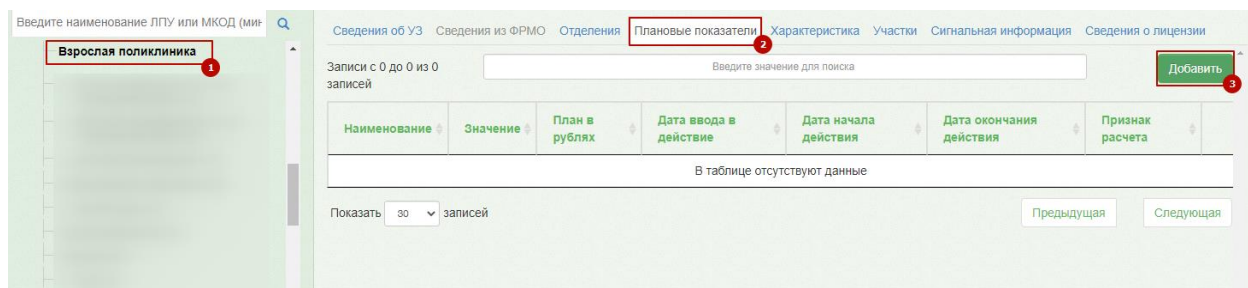 Введите наименование ЛПУ или МКОД (мин
Взрослая поликлиника
1
Сведения об УЗ Сведения из ФРМО Отделения Плановые показатели Характеристика Участки Сигнальная информация Сведения о лицензии
2
Записи с 0 до 0 из 0
записей
Введите значение для поиска
Добавить
3
Наименование
Значение
План в
рублях
Дата ввода в
действие
Дата начала
действия
Дата окончания
действия
Признак
расчета
В таблице отсутствуют данные
Показать 30 записей
Предыдущая
Следующая